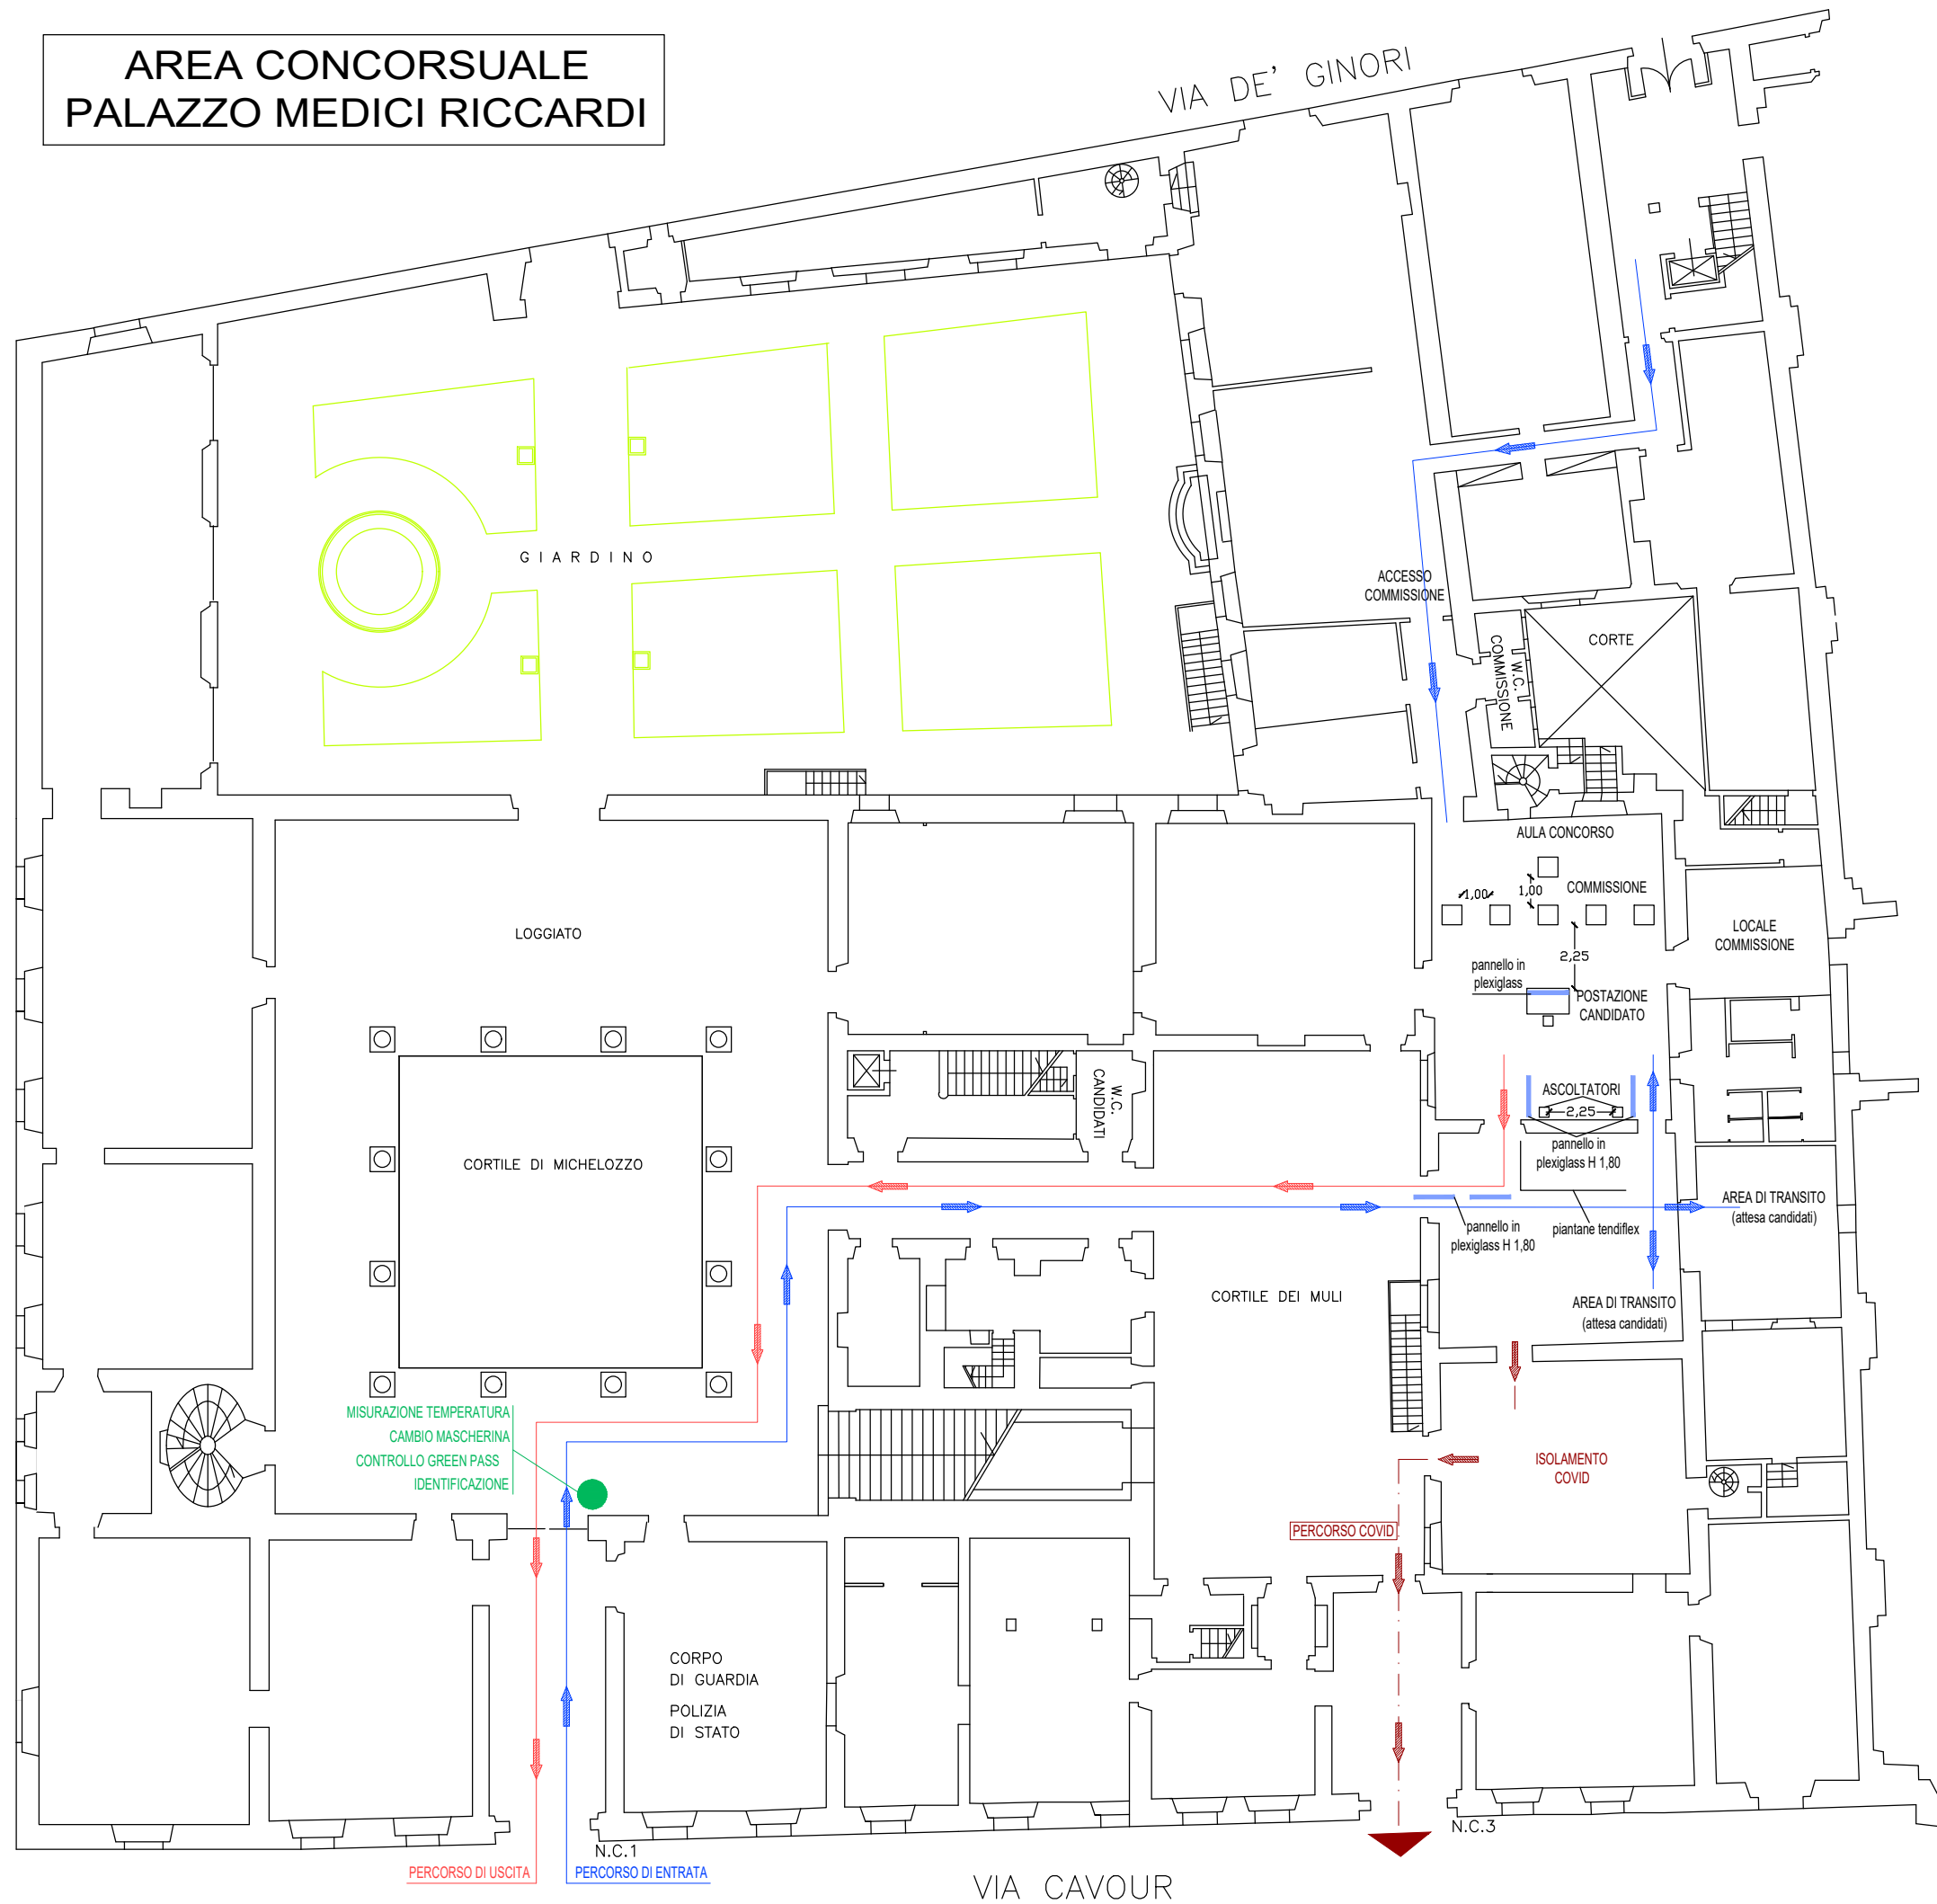 AREA CONCORSUALE
PALAZZO MEDICI RICCARDI
VIA DE' GINORI
GIARDINO
ACCESSO
COMMISSIONE
W.C.
COMMISSIONE
CORTE
AULA CONCORSO
COMMISSIONE
1,00
1,00
LOCALE
COMMISSIONE
LOGGIATO
2,25
pannello in
plexiglass
POSTAZIONE
CANDIDATO
W.C.
CANDIDATI
ASCOLTATORI
2,25
pannello in
plexiglass H 1,80
CORTILE DI MICHELOZZO
AREA DI TRANSITO
(attesa candidati)
pannello in
plexiglass H 1,80
piantane tendiflex
CORTILE DEI MULI
AREA DI TRANSITO
(attesa candidati)
MISURAZIONE TEMPERATURA
CAMBIO MASCHERINA
CONTROLLO GREEN PASS
IDENTIFICAZIONE
ISOLAMENTO
COVID
PERCORSO COVID
CORPO
DI GUARDIA
POLIZIA
DI STATO
N.C.1
N.C.3
PERCORSO DI USCITA
PERCORSO DI ENTRATA
VIA CAVOUR